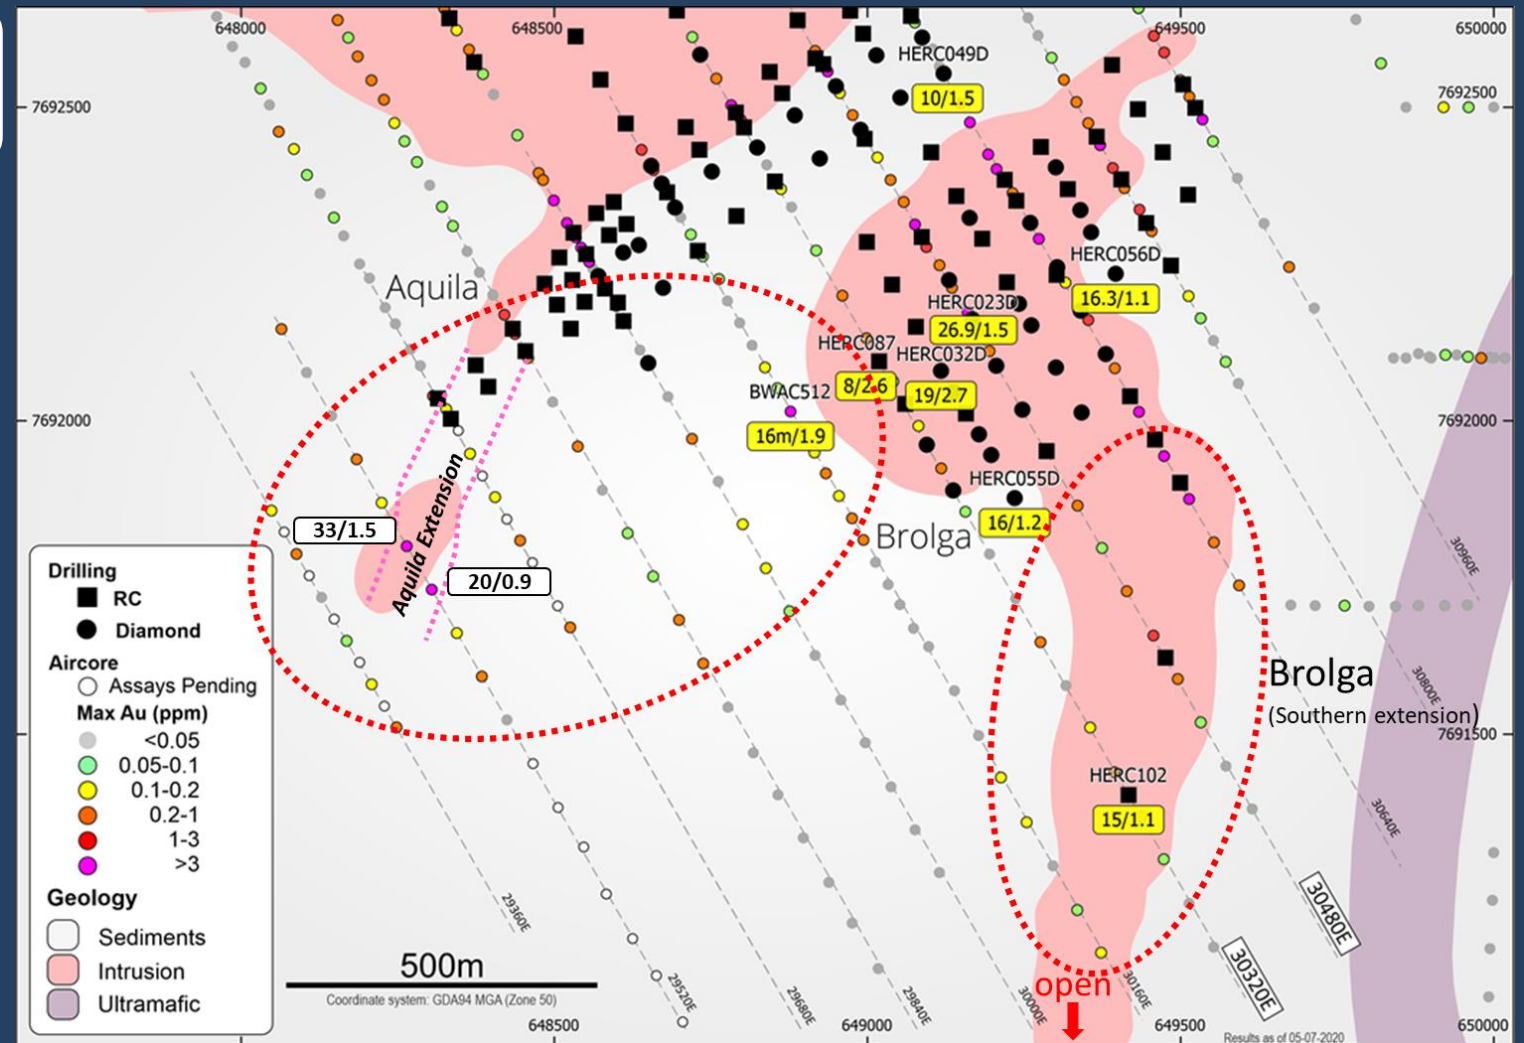 648000
648500
649500
650000
7692500
7692500
HERC049D
10/1.5
Aquila
HERC056D
16.3/1.1
HERC023D
26.9/1.5
HERC087
HERC032D
8/2.6
19/2.7
BWAC512
16m/1.9
7692000
7692000
HERC055D
16/1.2
Brolga
33/1.5
Aquila Extension
20/0.9
30960E
Brolga
(Southern extension)
30800E
7691500
HERC102
15/1.1
30640E
30480E
30320E
30160E
30000E
29840E
29680E
29520E
29360E
open
Drilling
RC
Diamond
Aircore
Assays Pending
Max Au (ppm)
<0.05
0.05-0.1
0.1-0.2
0.2-1
1-3
>3
Geology
Sediments
Intrusion
Ultramafic
500m
Coordinate system: GDA94 MGA (Zone 50)
648500
649000
649500
650000
Results as of 05-07-2020